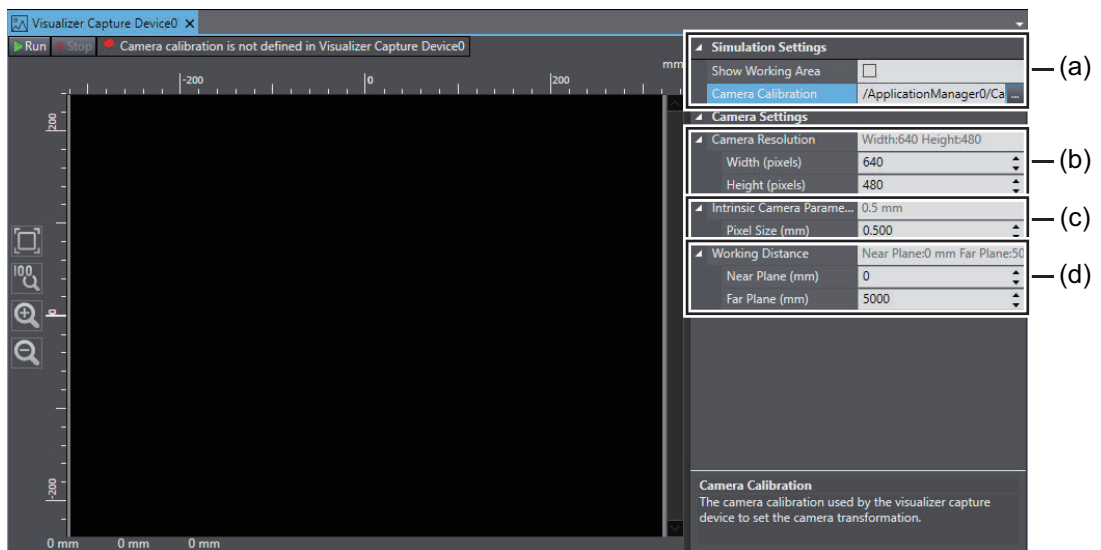 Visualizer Capture Device0 ×
Run Stop Camera calibration is not defined in Visualizer Capture Device0
mm
-200 0 200
200
0
-200
0 mm 0 mm 0 mm
100
Simulation Settings
Show Working Area
Camera Calibration /ApplicationManager0/Ca ...
(a)
Camera Settings
Camera Resolution Width:640 Height:480
Width (pixels) 640
Height (pixels) 480
(b)
Intrinsic Camera Parame... 0.5 mm
Pixel Size (mm) 0.500
(c)
Working Distance Near Plane:0 mm Far Plane:50
Near Plane (mm) 0
Far Plane (mm) 5000
(d)
Camera Calibration
The camera calibration used by the visualizer capture
device to set the camera transformation.